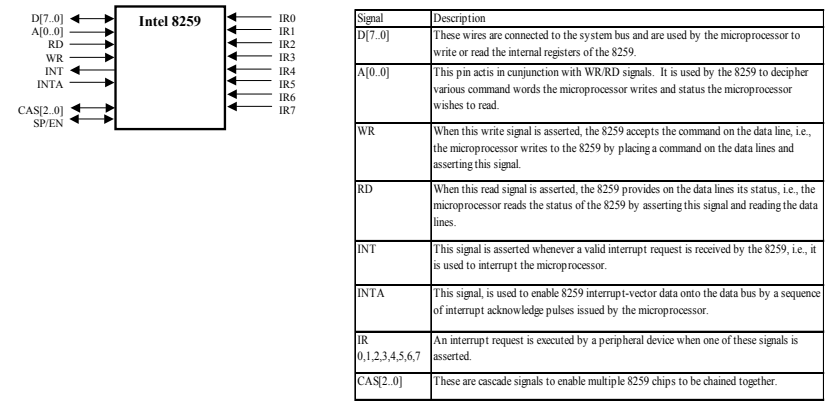 Intel 8259
D[7..0]
A[0..0]
RD
WR
INT
INTA
CAS[2..0]
SP/EN
IR0
IR1
IR2
IR3
IR4
IR5
IR6
IR7
Signal Description
D[7..0] These wires are connected to the system bus and are used by the microprocessor to
write or read the internal registers of the 8259.
A[0..0] This pin actis in cunjunction with WR/RD signals. It is used by the 8259 to decipher
various command words the microprocessor writes and status the microprocessor
wishes to read.
WR When this write signal is asserted, the 8259 accepts the command on the data line, i.e.,
the microprocessor writes to the 8259 by placing a command on the data lines and
asserting this signal.
RD When this read signal is asserted, the 8259 provides on the data lines its status, i.e., the
microprocessor reads the status of the 8259 by asserting this signal and reading the data
lines.
INT This signal is asserted whenever a valid interrupt request is received by the 8259, i.e., it
is used to interrupt the microprocessor.
INTA This signal, is used to enable 8259 interrupt-vector data onto the data bus by a sequence
of interrupt acknowledge pulses issued by the microprocessor.
IR An interrupt request is executed by a peripheral device when one of these signals is
0,1,2,3,4,5,6,7 asserted.
CAS[2..0] These are cascade signals to enable multiple 8259 chips to be chained together.